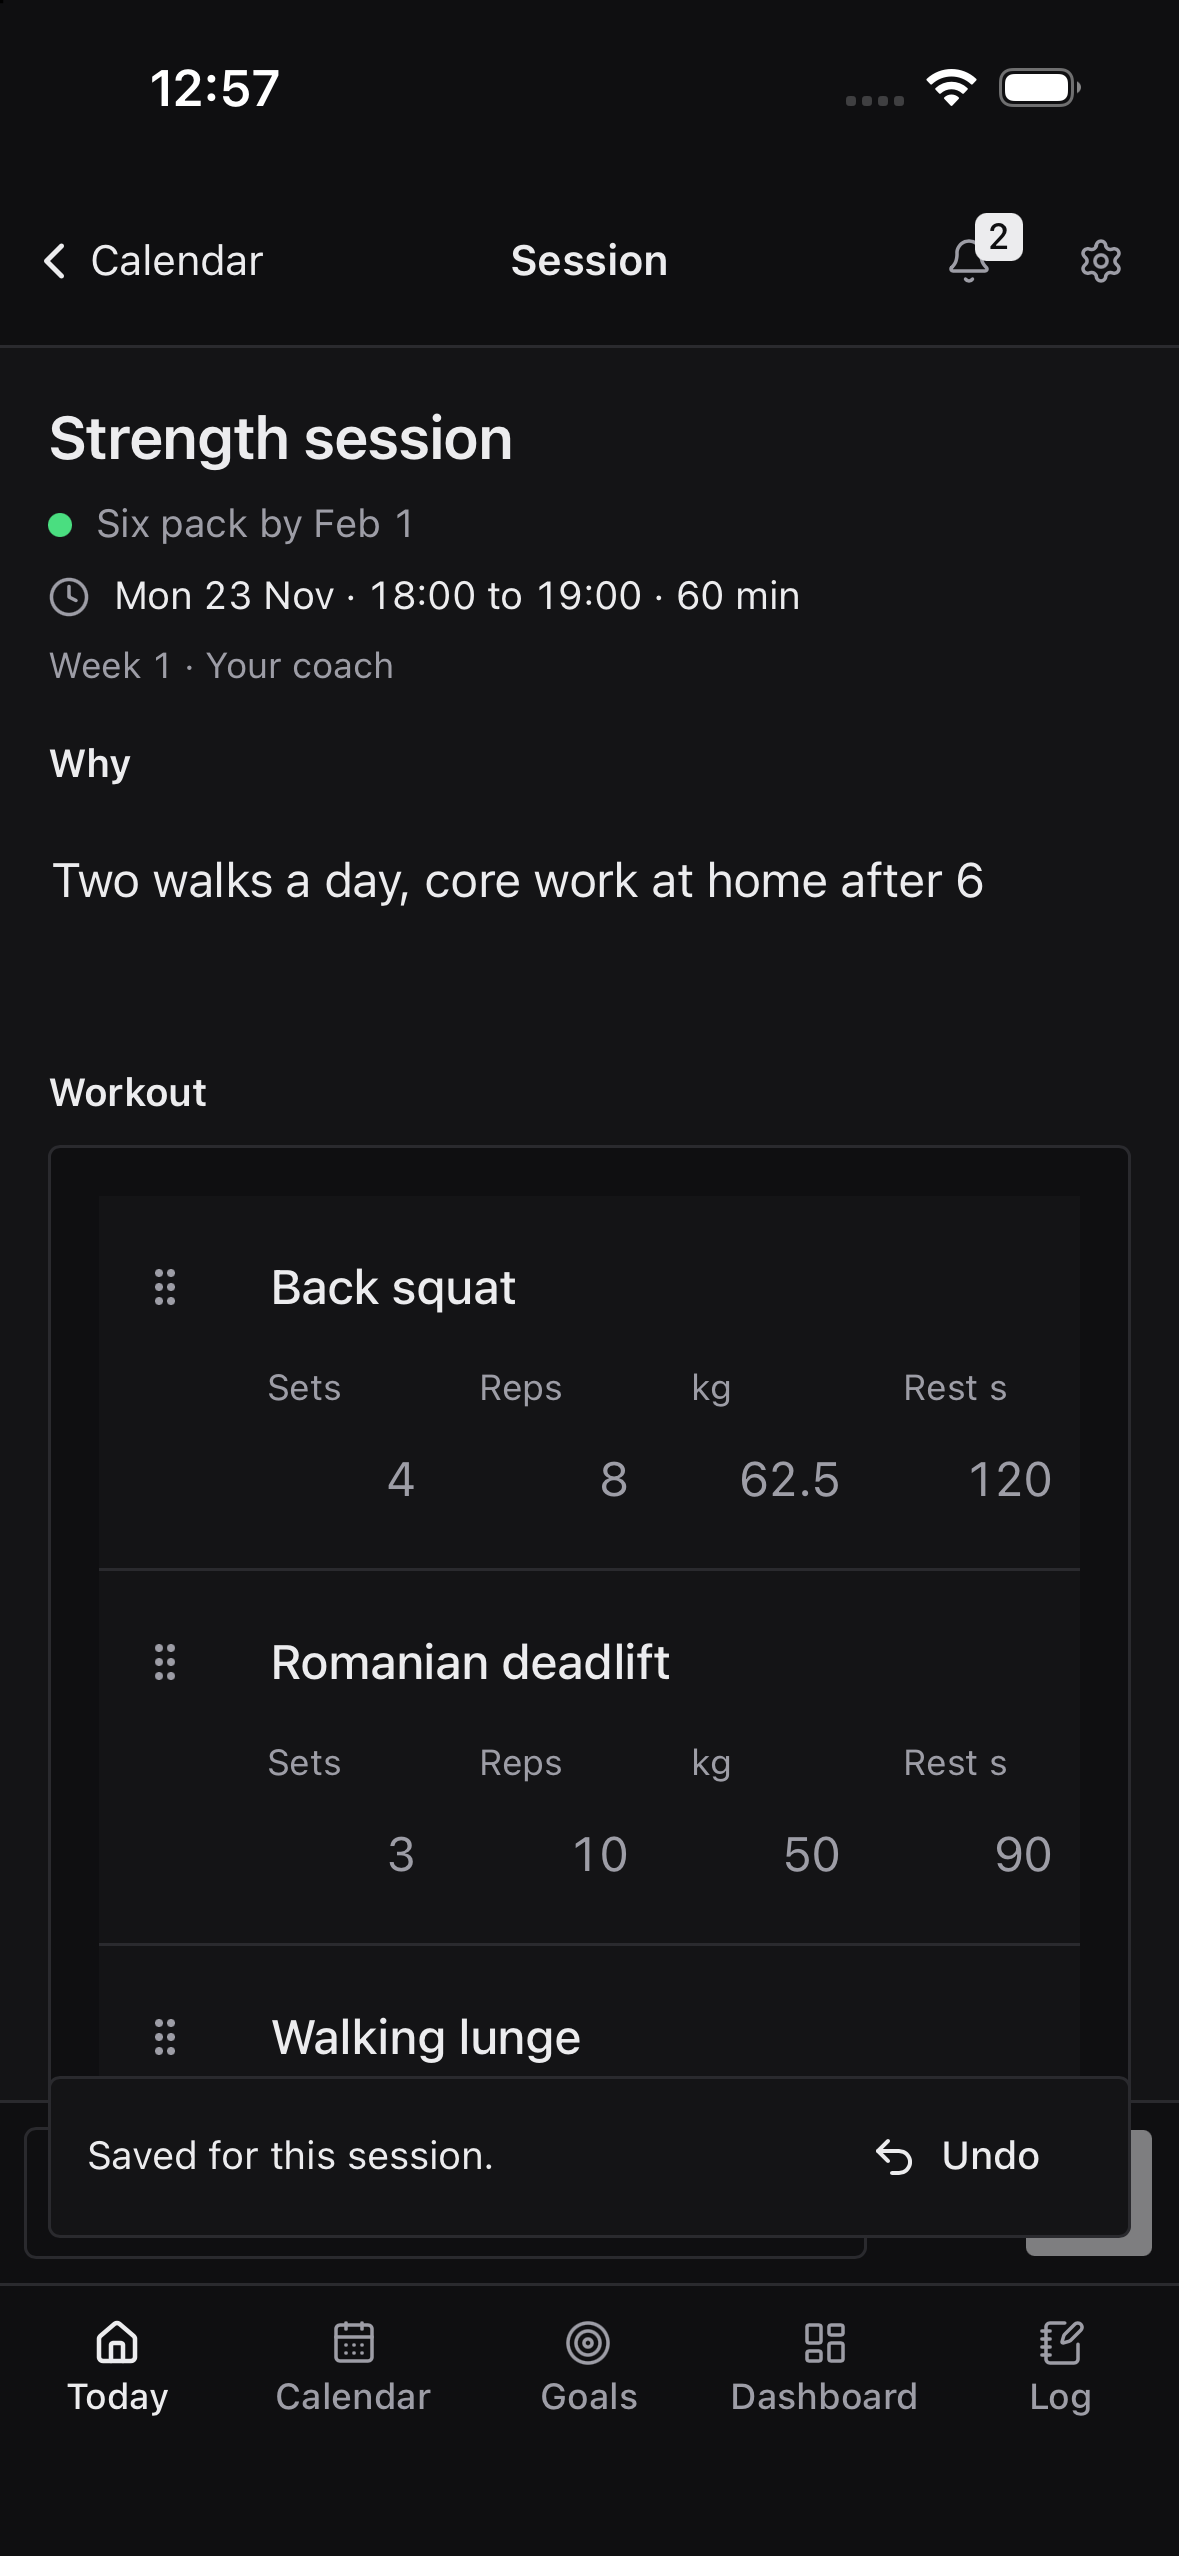 12:57
Calendar
Session
2
Strength session
Six pack by Feb 1
Mon 23 Nov · 18:00 to 19:00 · 60 min
Week 1 · Your coach
Why
Two walks a day, core work at home after 6
Workout
Back squat
Sets Reps kg Rest s
4 8 62.5 120
Romanian deadlift
Sets Reps kg Rest s
3 10 50 90
Walking lunge
Saved for this session.
Undo
Today Calendar Goals Dashboard Log